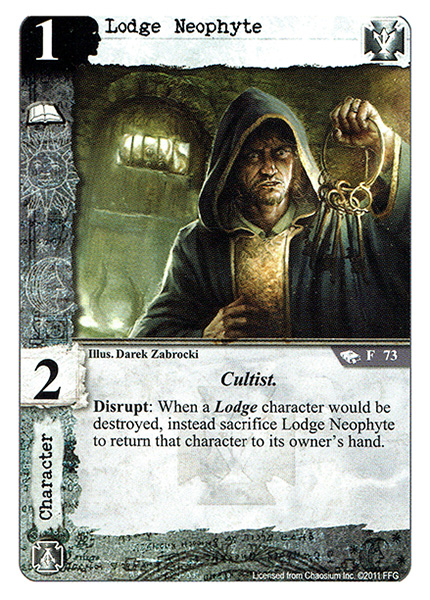 1
Lodge Neophyte
Illus. Darek Zabrocki
F 73
2
Cultist.
Disrupt: When a Lodge character would be
destroyed, instead sacrifice Lodge Neophyte
to return that character to its owner's hand.
Character
Licensed from Chaosium Inc. ©2011 FFG